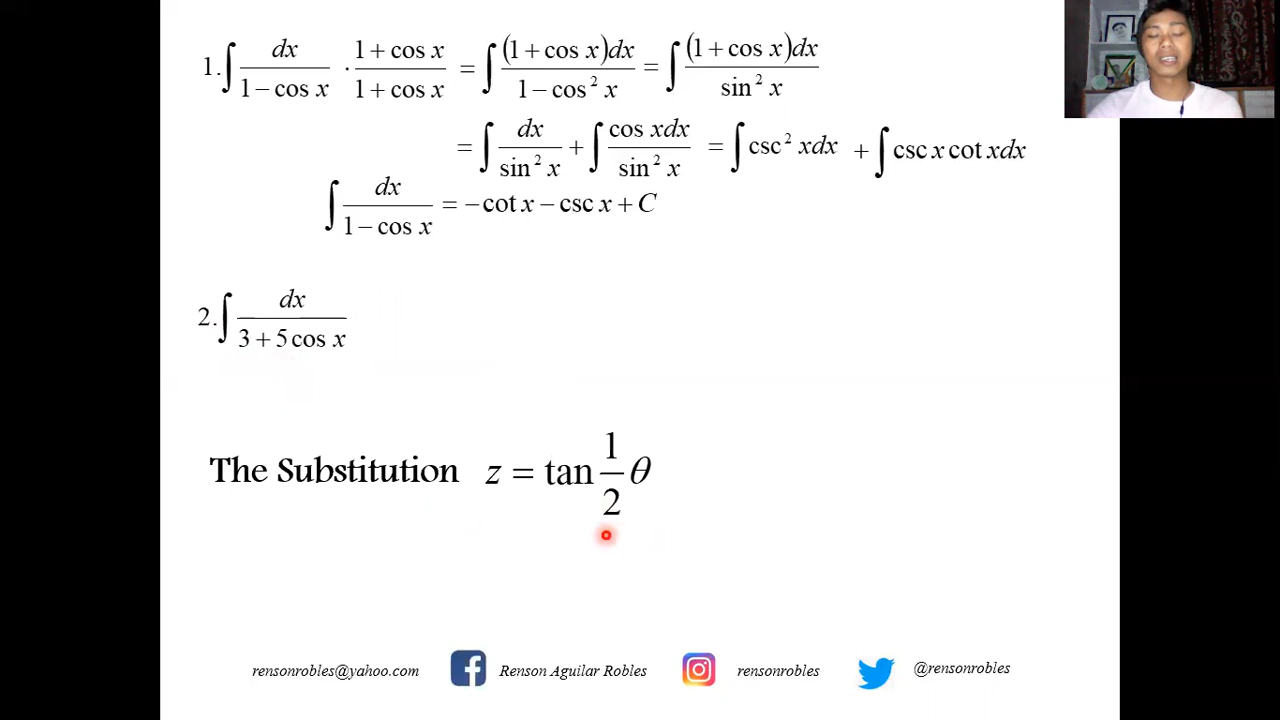 1. ∫ dx/(1 − cos x) · (1 + cos x)/(1 + cos x) = ∫ (1 + cos x)dx/(1 − cos² x) = ∫ (1 + cos x)dx/sin² x
= ∫ dx/sin² x + ∫ cos xdx/sin² x = ∫ csc² xdx + ∫ csc x cot xdx
∫ dx/(1 − cos x) = −cot x − csc x + C
2. ∫ dx/(3 + 5 cos x)
The Substitution z = tan 1/2 θ
rensonrobles@yahoo.com Renson Aguilar Robles rensonrobles @rensonrobles